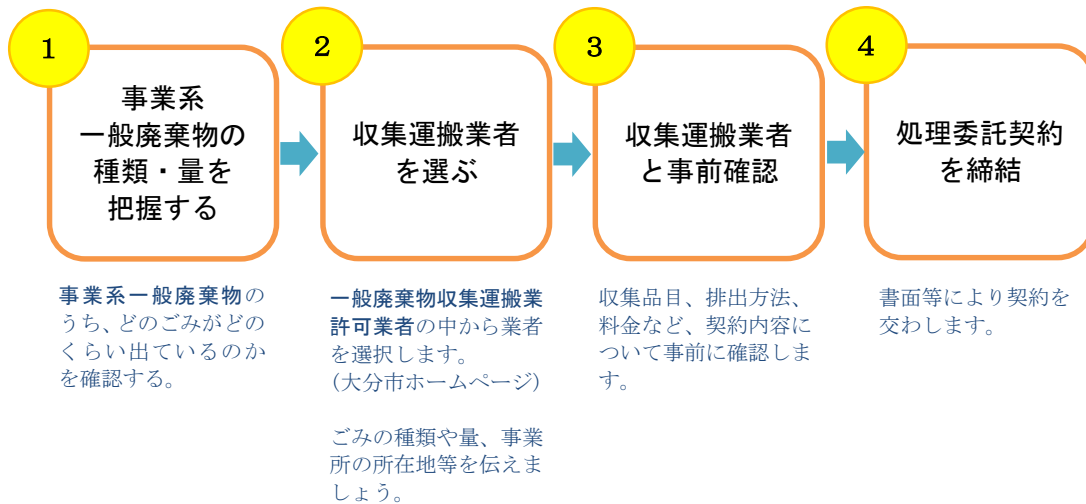 1
事業系
一般廃棄物の
種類・量を
把握する
事業系一般廃棄物の
うち、どのごみがどの
くらい出ているのか
を確認する。
2
収集運搬業者
を選ぶ
一般廃棄物収集運搬業
許可業者の中から業者
を選択します。
(大分市ホームページ)
ごみの種類や量、事業
所の所在地等を伝えま
しょう。
3
収集運搬業者
と事前確認
収集品目、排出方法、
料金など、契約内容に
ついて事前に確認しま
す。
4
処理委託契約
を締結
書面等により契約を
交わします。